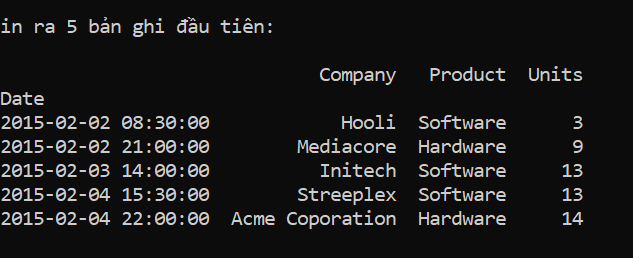 in ra 5 bản ghi đầu tiên:
Company Product Units
Date
2015-02-02 08:30:00 Hooli Software 3
2015-02-02 21:00:00 Mediacore Hardware 9
2015-02-03 14:00:00 Initech Software 13
2015-02-04 15:30:00 Streeplex Software 13
2015-02-04 22:00:00 Acme Coporation Hardware 14